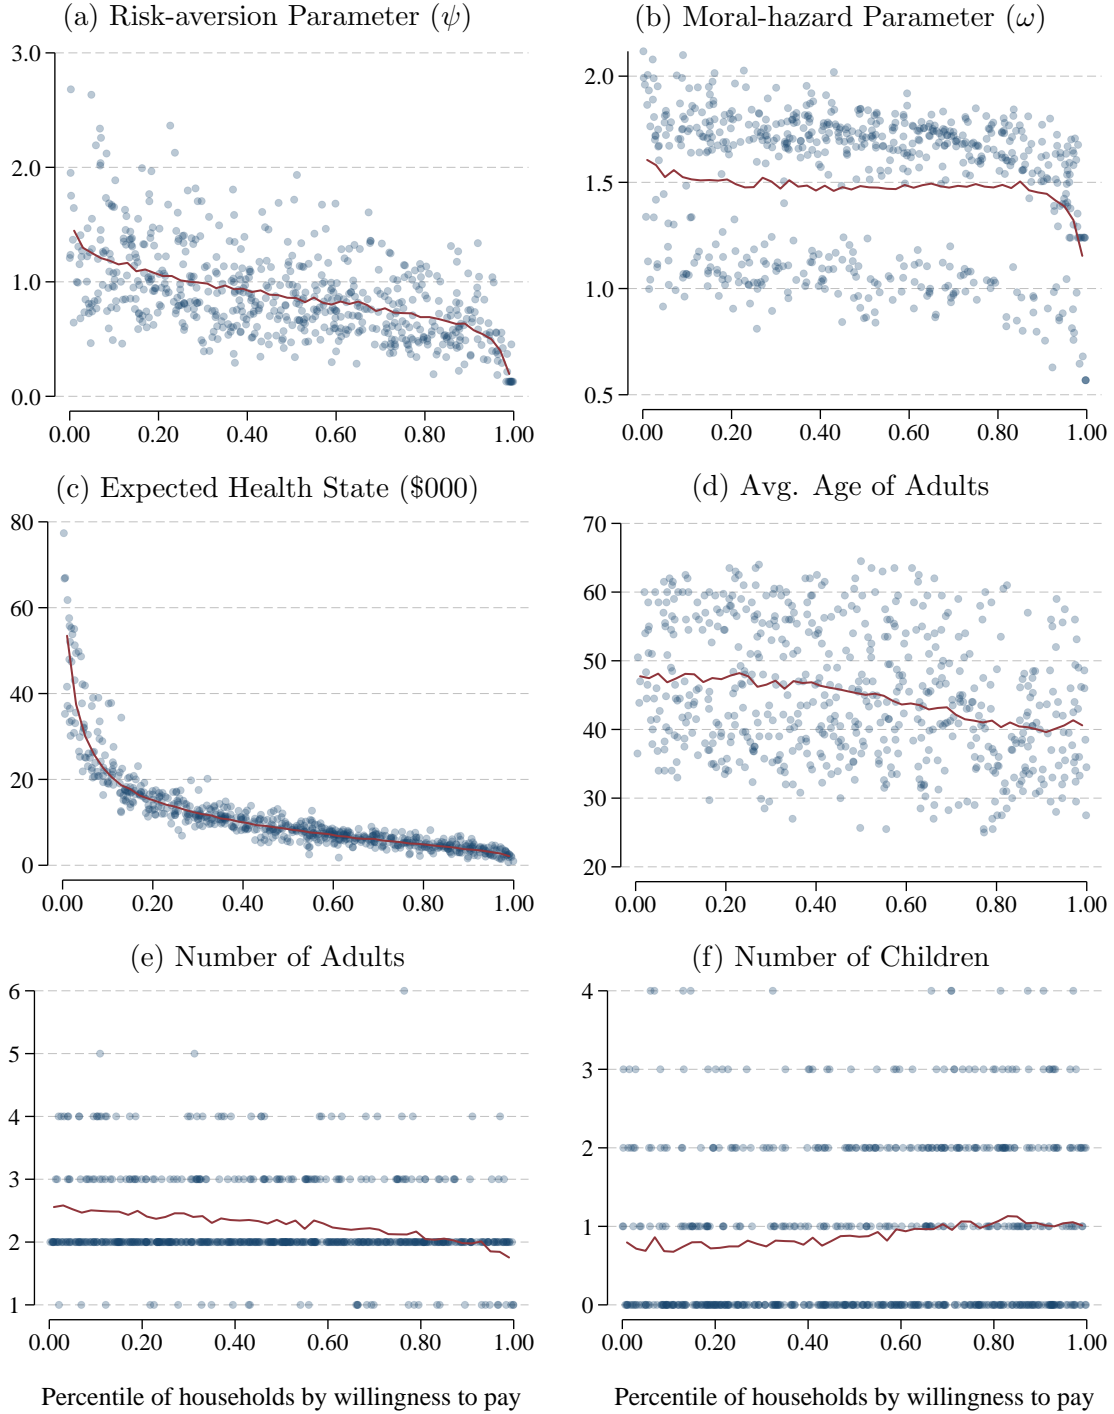 (a) Risk-aversion Parameter (ψ)
3.0
2.0
1.0
0.0
0.00 0.20 0.40 0.60 0.80 1.00
(b) Moral-hazard Parameter (ω)
2.0
1.5
1.0
0.5
0.00 0.20 0.40 0.60 0.80 1.00
(c) Expected Health State ($000)
80
60
40
20
0
0.00 0.20 0.40 0.60 0.80 1.00
(d) Avg. Age of Adults
70
60
50
40
30
20
0.00 0.20 0.40 0.60 0.80 1.00
(e) Number of Adults
6
5
4
3
2
1
0.00 0.20 0.40 0.60 0.80 1.00
Percentile of households by willingness to pay
(f) Number of Children
4
3
2
1
0
0.00 0.20 0.40 0.60 0.80 1.00
Percentile of households by willingness to pay